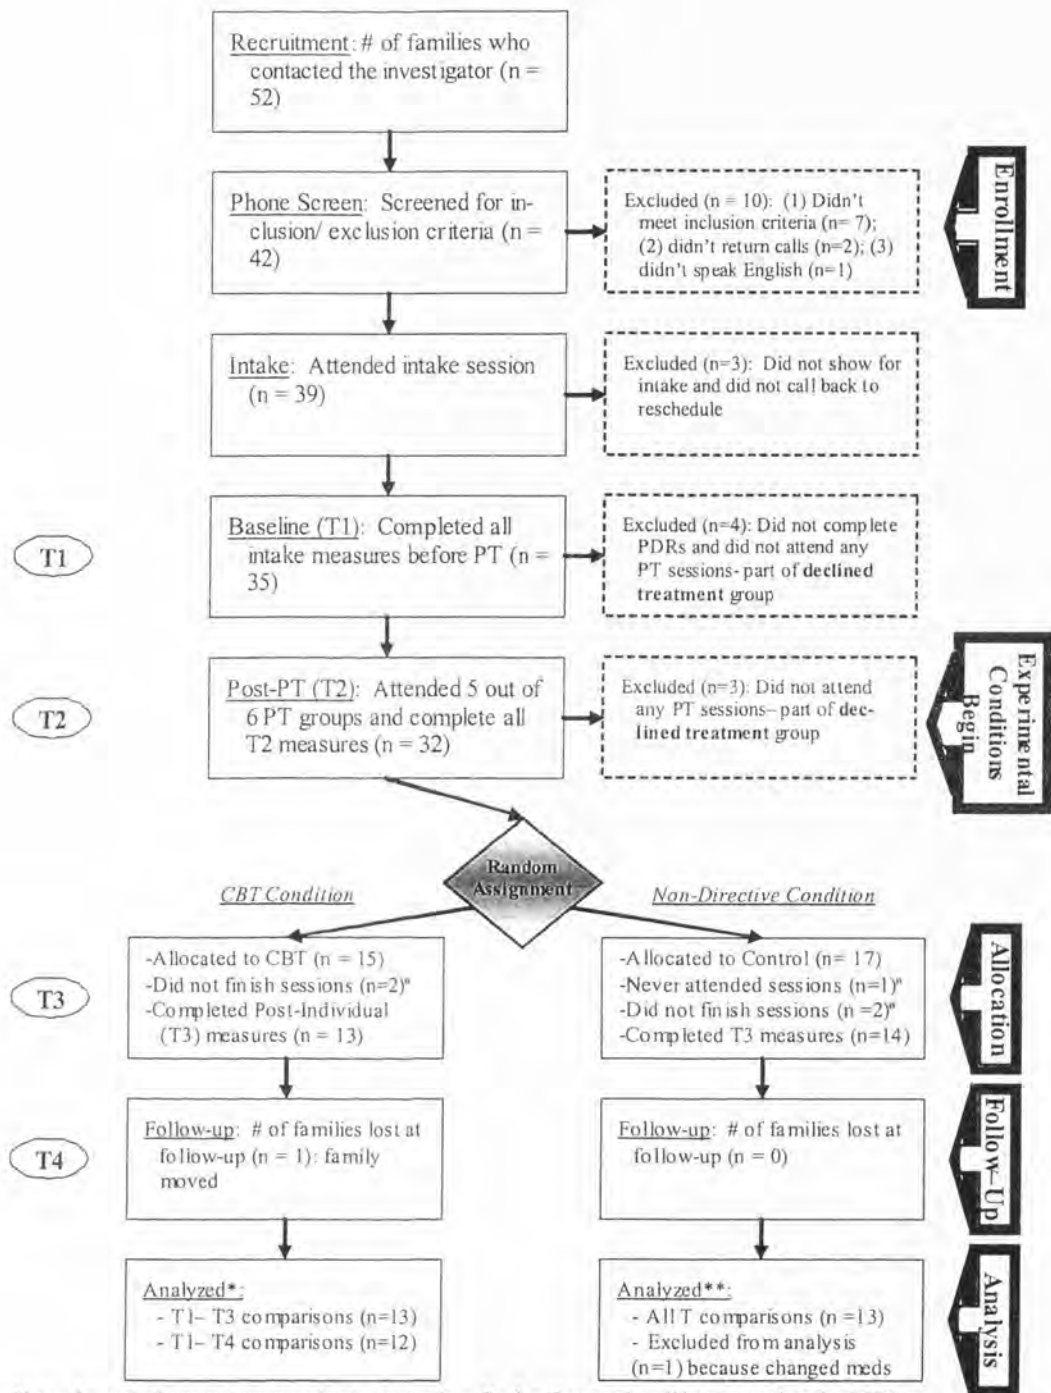 Recruitment: # of families who
contacted the investigator (n =
52)
Phone Screen: Screened for in-
clusion/ exclusion criteria (n =
42)
Excluded (n = 10): (1) Didn't
meet inclusion criteria (n= 7);
(2) didn't return calls (n=2); (3)
didn't speak English (n=1)
Enrollment
Intake: Attended intake session
(n = 39)
Excluded (n=3): Did not show for
intake and did not call back to
reschedule
T1
Baseline (T1): Completed all
intake measures before PT (n =
35)
Excluded (n=4): Did not complete
PDRs and did not attend any
PT sessions- part of declined
treatment group
T2
Post-PT (T2): Attended 5 out of
6 PT groups and complete all
T2 measures (n = 32)
Excluded (n=3): Did not attend
any PT sessions– part of dec-
lined treatment group
Experimental
Conditions
Begin
Random
Assignment
CBT Condition
Non-Directive Condition
T3
-Allocated to CBT (n = 15)
-Did not finish sessions (n=2)"
-Completed Post-Individual
(T3) measures (n = 13)
-Allocated to Control (n= 17)
-Never attended sessions (n=1)"
-Did not finish sessions (n =2)"
-Completed T3 measures (n=14)
Allocation
T4
Follow-up: # of families lost at
follow-up (n = 1): family
moved
Follow-up: # of families lost at
follow-up (n = 0)
Follow–Up
Analyzed*:
- T1– T3 comparisons (n=13)
- T1– T4 comparisons (n=12)
Analyzed**:
- All T comparisons (n =13)
- Excluded from analysis
(n=1) because changed meds
Analysis